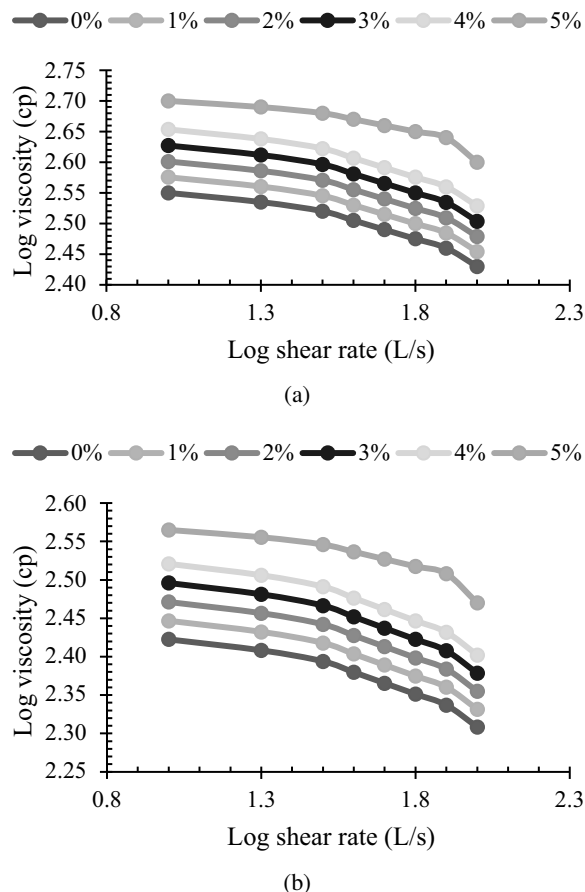 0% 1% 2% 3% 4% 5%
2.75
2.70
2.65
2.60
2.55
2.50
2.45
2.40
Log viscosity (cp)
0.8 1.3 1.8 2.3
Log shear rate (L/s)
(a)
0% 1% 2% 3% 4% 5%
2.60
2.55
2.50
2.45
2.40
2.35
2.30
2.25
Log viscosity (cp)
0.8 1.3 1.8 2.3
Log shear rate (L/s)
(b)